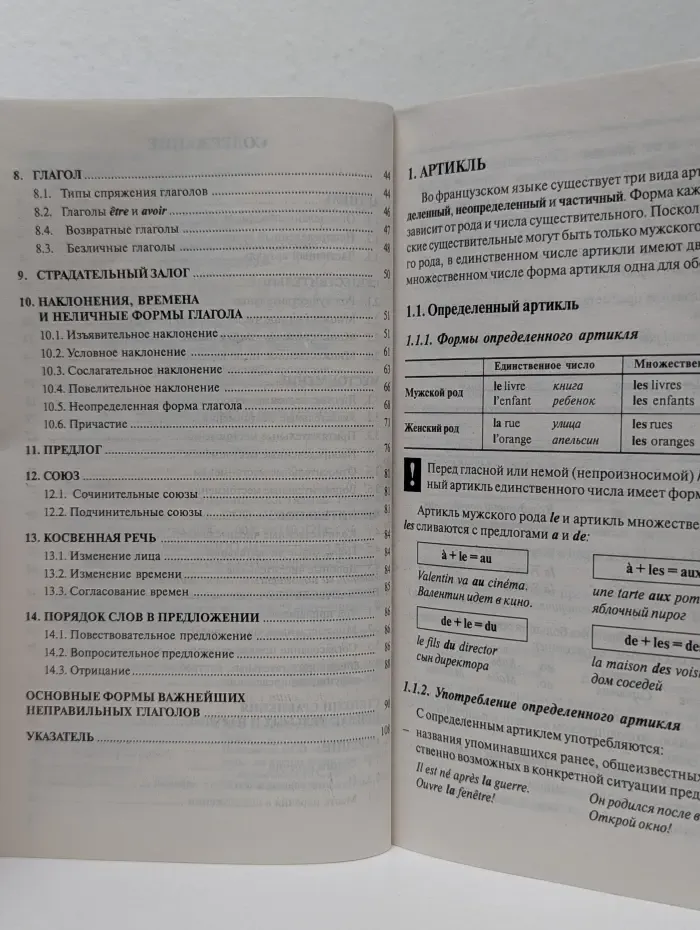 8. ГЛАГОЛ 44
8.1. Типы спряжения глаголов 44
8.2. Глаголы être и avoir 46
8.4. Возвратные глаголы 47
8.3. Безличные глаголы 48
9. СТРАДАТЕЛЬНЫЙ ЗАЛОГ 50
10. НАКЛОНЕНИЯ, ВРЕМЕНА
И НЕЛИЧНЫЕ ФОРМЫ ГЛАГОЛА 51
10.1. Изъявительное наклонение 51
10.2. Условное наклонение 61
10.3. Сослагательное наклонение 63
10.4. Повелительное наклонение 66
10.5. Неопределенная форма глагола 68
10.6. Причастие 71
11. ПРЕДЛОГ 76
12. СОЮЗ 81
12.1. Сочинительные союзы 81
12.2. Подчинительные союзы 81
13. КОСВЕННАЯ РЕЧЬ 84
13.1. Изменение лица 84
13.2. Изменение времени 84
13.3. Согласование времен 85
14. ПОРЯДОК СЛОВ В ПРЕДЛОЖЕНИИ 86
14.1. Повествовательное предложение 86
14.2. Вопросительное предложение 86
14.3. Отрицание 88
ОСНОВНЫЕ ФОРМЫ ВАЖНЕЙШИХ
НЕПРАВИЛЬНЫХ ГЛАГОЛОВ 90
УКАЗАТЕЛЬ 108
1. АРТИКЛЬ
Во французском языке существует три вида арт
деленный, неопределенный и частичный. Форма каж
зависит от рода и числа существительного. Поскол
ские существительные могут быть только мужского
го рода, в единственном числе артикли имеют дв
множественном числе форма артикля одна для об
1.1. Определенный артикль
1.1.1. Формы определенного артикля
Единственное число Множествен
Мужской род le livre книга les livres
l'enfant ребенок les enfants
Женский род la rue улица les rues
l'orange апельсин les oranges
! Перед гласной или немой (непроизносимой)
ный артикль единственного числа имеет форм
Артикль мужского рода le и артикль множестве
les сливаются с предлогами a и de:
à + le = au à + les = aux
Valentin va au cinéma. une tarte aux pom
Валентин идет в кино. яблочный пирог
de + le = du de + les = de
le fils du director la maison des vois
сын директора дом соседей
1.1.2. Употребление определенного артикля
С определенным артиклем употребляются:
– названия упоминавшихся ранее, общеизвестных
ственно возможных в конкретной ситуации пред
Il est né après la guerre. Он родился после в
Ouvre la fenêtre! Открой окно!